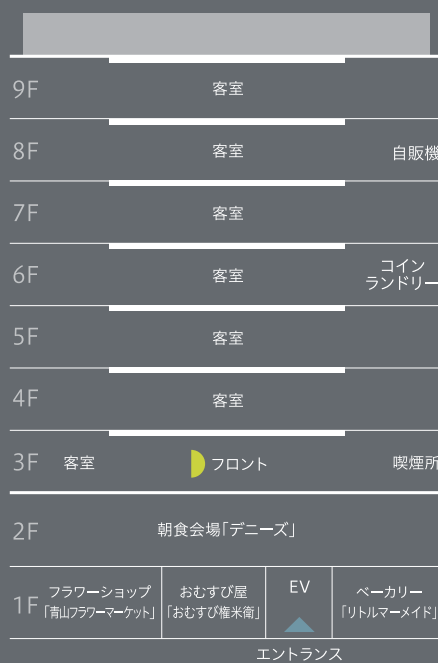 9F 客室
8F 客室 自販機
7F 客室
6F 客室 コイン
ランドリー
5F 客室
4F 客室
3F 客室 フロント 喫煙所
2F 朝食会場「デニーズ」
1F フラワーショップ
「青山フラワーマーケット」
おむすび屋
「おむすび権米衛」
EV
ベーカリー
「リトルマーメイド」
エントランス